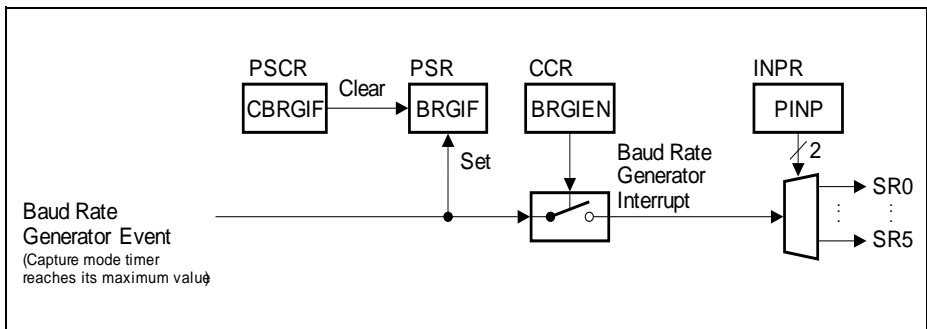 PSCR PSR CCR INPR
CBRGIF Clear BRGIF BRGIEN PINP
Set 2
Baud Rate
Generator
Interrupt
SR0
SR5
Baud Rate
Generator Event
(Capture mode timer
reaches its maximum value)